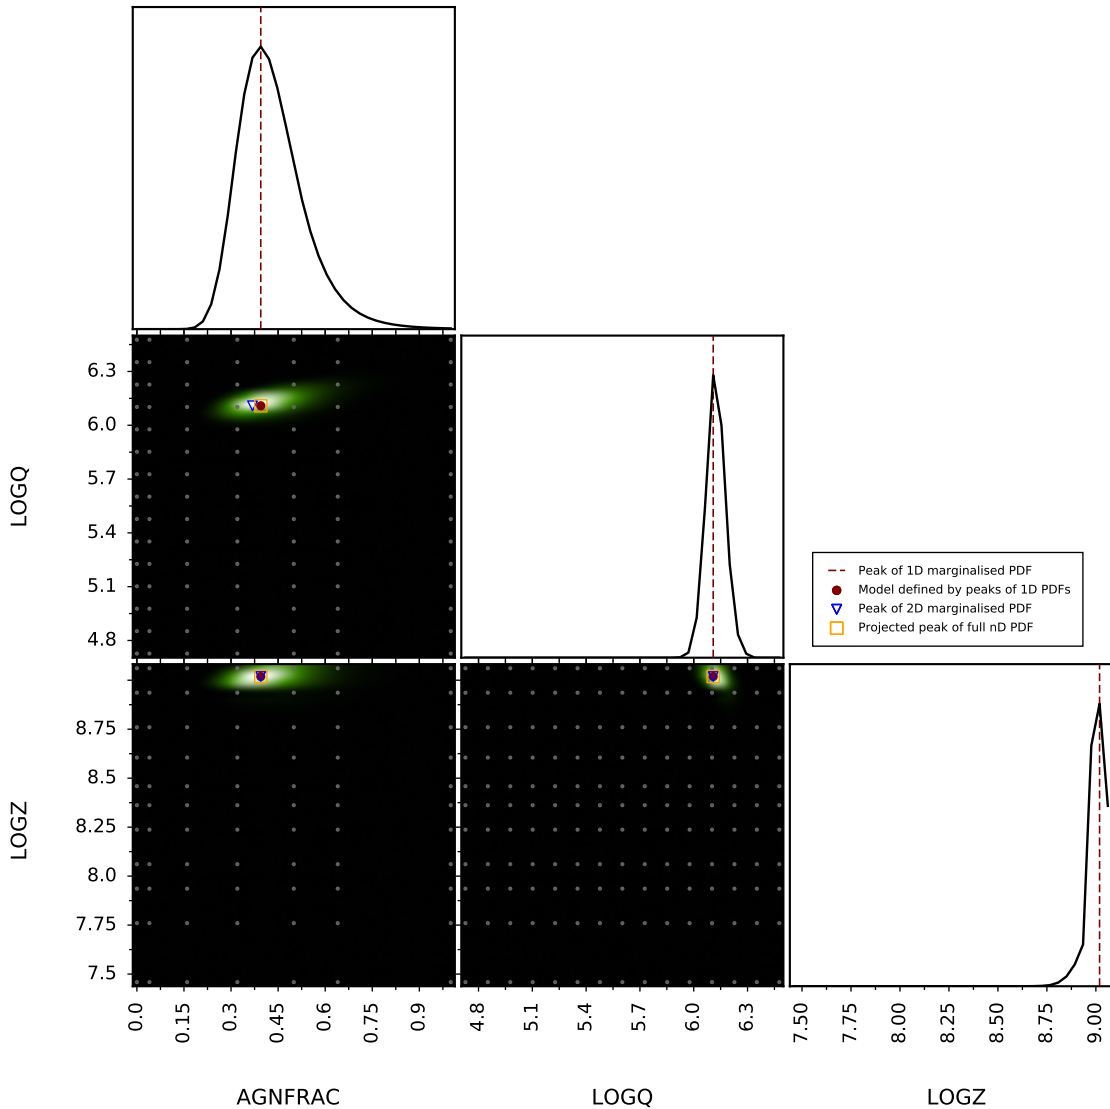 6.3
6.0
5.7
5.4
5.1
4.8
LOGQ
Peak of 1D marginalised PDF
Model defined by peaks of 1D PDFs
Peak of 2D marginalised PDF
Projected peak of full nD PDF
8.75
8.5
8.25
8.0
7.75
7.5
LOGZ
0.0 0.15 0.3 0.45 0.6 0.75 0.9
4.8 5.1 5.4 5.7 6.0 6.3
7.50 7.75 8.00 8.25 8.50 8.75 9.00
AGNFRAC LOGQ LOGZ